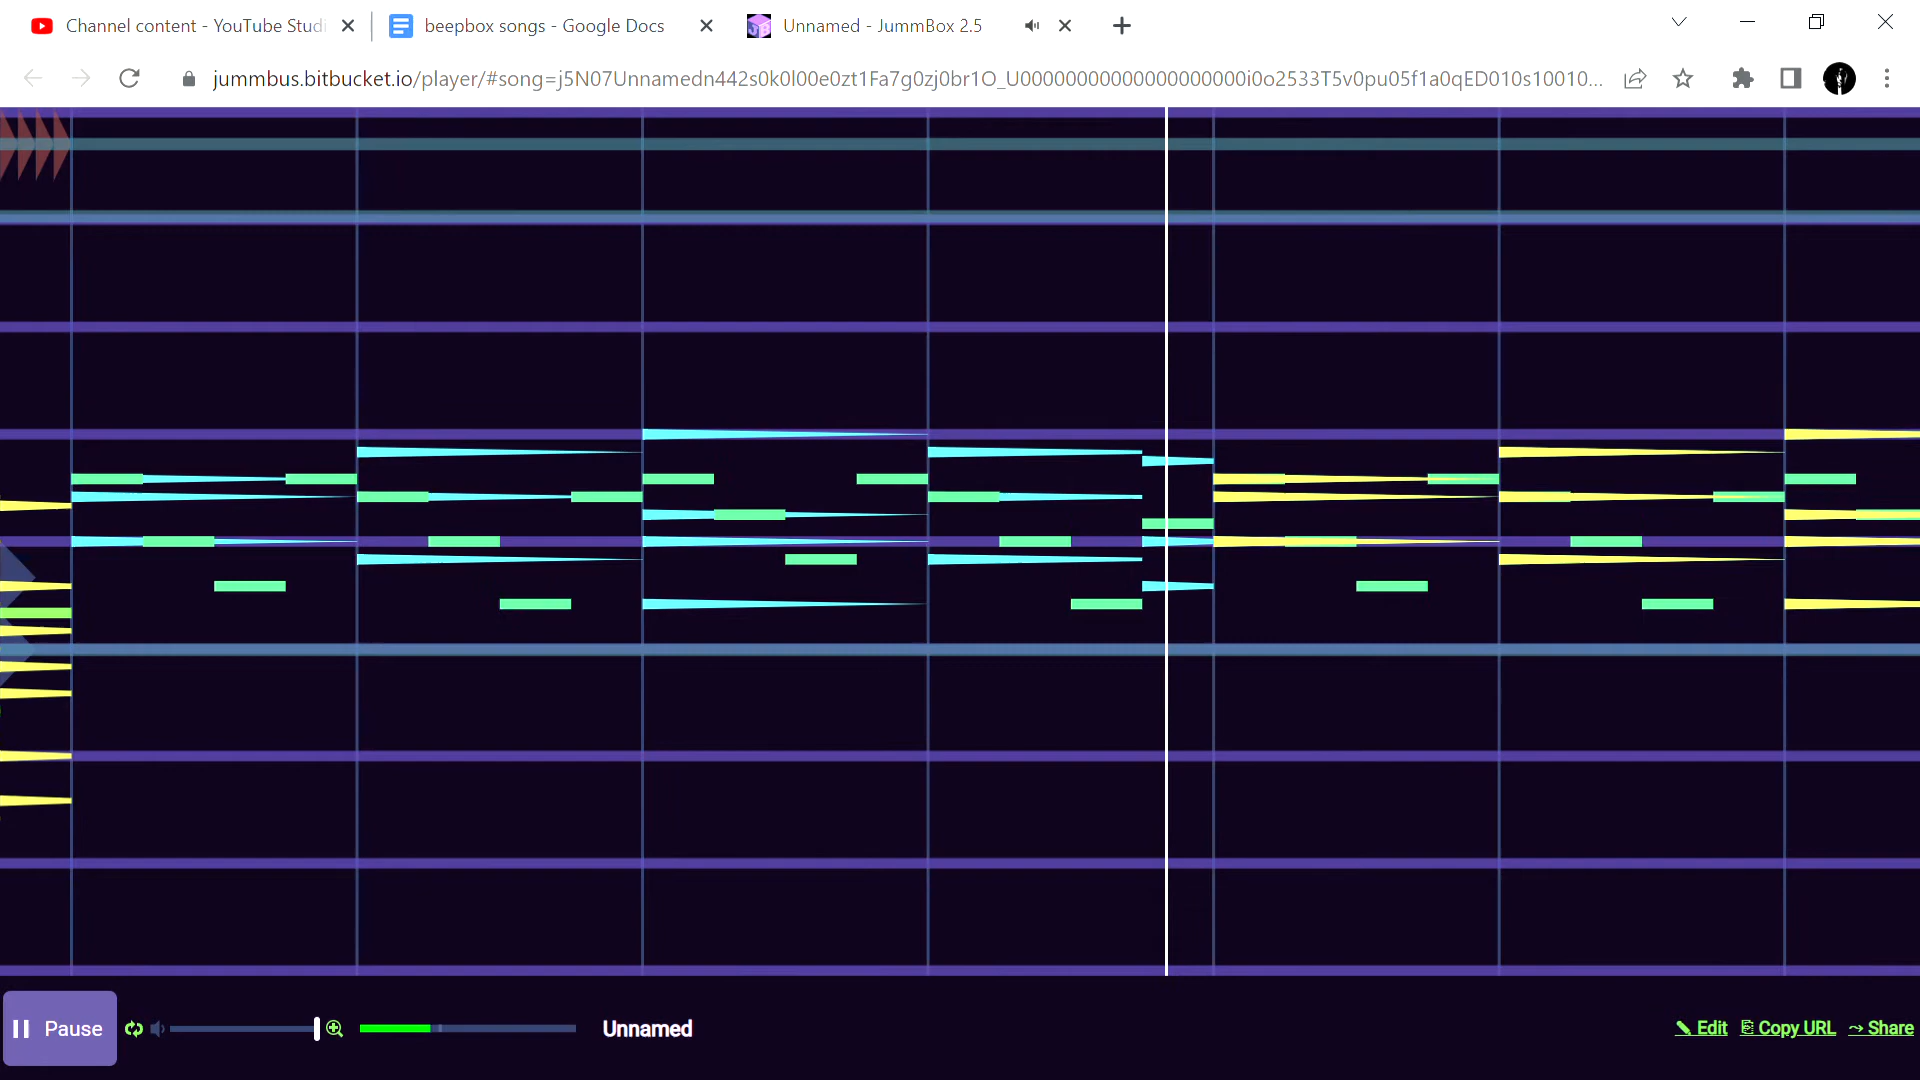 Channel content - YouTube Studi
beepbox songs - Google Docs
Unnamed - JummBox 2.5
jummbus.bitbucket.io/player/#song=j5N07Unnamedn442s0k0l00e0zt1Fa7g0zj0br1O_U00000000000000000000i0o2533T5v0pu05f1a0qED010s10010...
Pause
Unnamed
Edit
Copy URL
Share